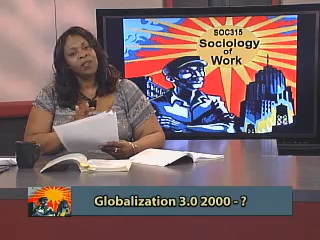 SOC315
Sociology
of
Work
Globalization 3.0 2000 - ?